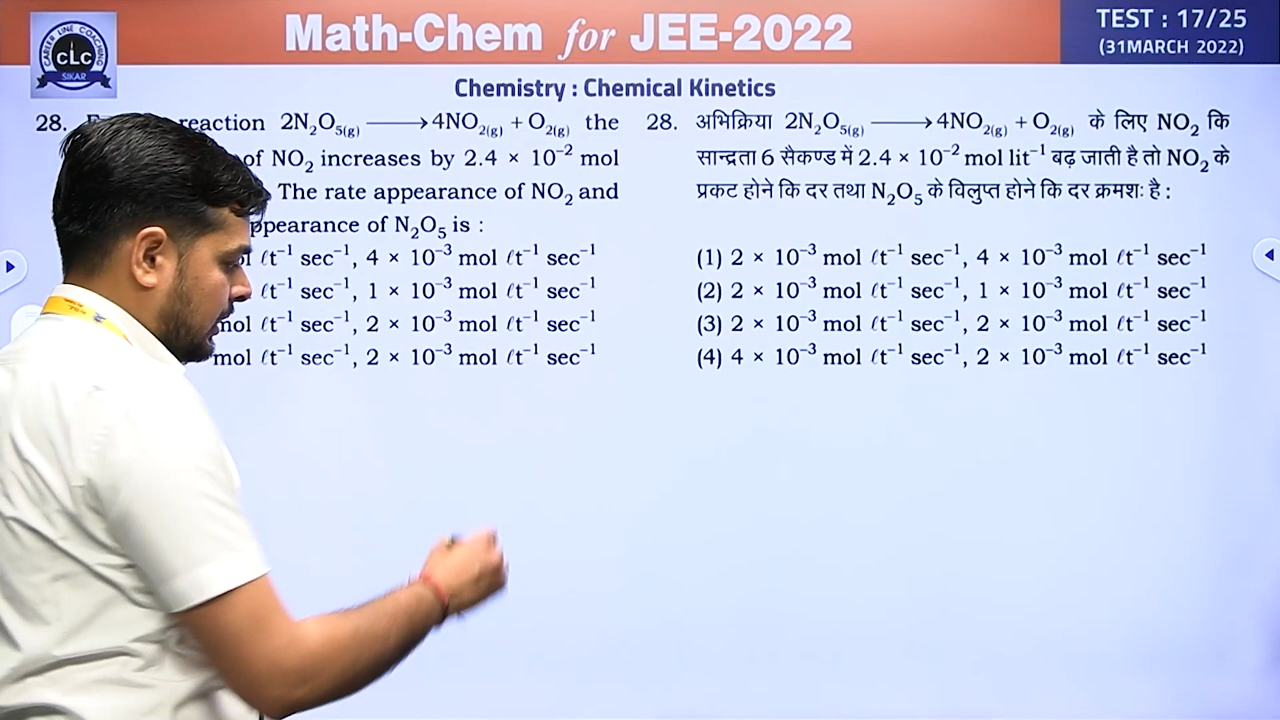 Math-Chem for JEE-2022
TEST : 17/25
(31MARCH 2022)
CAREER LINE COACHING
CLC
SIKAR
Chemistry : Chemical Kinetics
28. reaction 2N₂O₅₍g₎ ⟶ 4NO₂₍g₎ + O₂₍g₎ the
of NO₂ increases by 2.4 × 10⁻² mol
The rate appearance of NO₂ and
ppearance of N₂O₅ is :
ℓt⁻¹ sec⁻¹, 4 × 10⁻³ mol ℓt⁻¹ sec⁻¹
ℓt⁻¹ sec⁻¹, 1 × 10⁻³ mol ℓt⁻¹ sec⁻¹
mol ℓt⁻¹ sec⁻¹, 2 × 10⁻³ mol ℓt⁻¹ sec⁻¹
mol ℓt⁻¹ sec⁻¹, 2 × 10⁻³ mol ℓt⁻¹ sec⁻¹
28. अभिक्रिया 2N₂O₅₍g₎ ⟶ 4NO₂₍g₎ + O₂₍g₎ के लिए NO₂ कि
सान्द्रता 6 सैकण्ड में 2.4 × 10⁻² mol lit⁻¹ बढ़ जाती है तो NO₂ के
प्रकट होने कि दर तथा N₂O₅ के विलुप्त होने कि दर क्रमशः है :
(1) 2 × 10⁻³ mol ℓt⁻¹ sec⁻¹, 4 × 10⁻³ mol ℓt⁻¹ sec⁻¹
(2) 2 × 10⁻³ mol ℓt⁻¹ sec⁻¹, 1 × 10⁻³ mol ℓt⁻¹ sec⁻¹
(3) 2 × 10⁻³ mol ℓt⁻¹ sec⁻¹, 2 × 10⁻³ mol ℓt⁻¹ sec⁻¹
(4) 4 × 10⁻³ mol ℓt⁻¹ sec⁻¹, 2 × 10⁻³ mol ℓt⁻¹ sec⁻¹